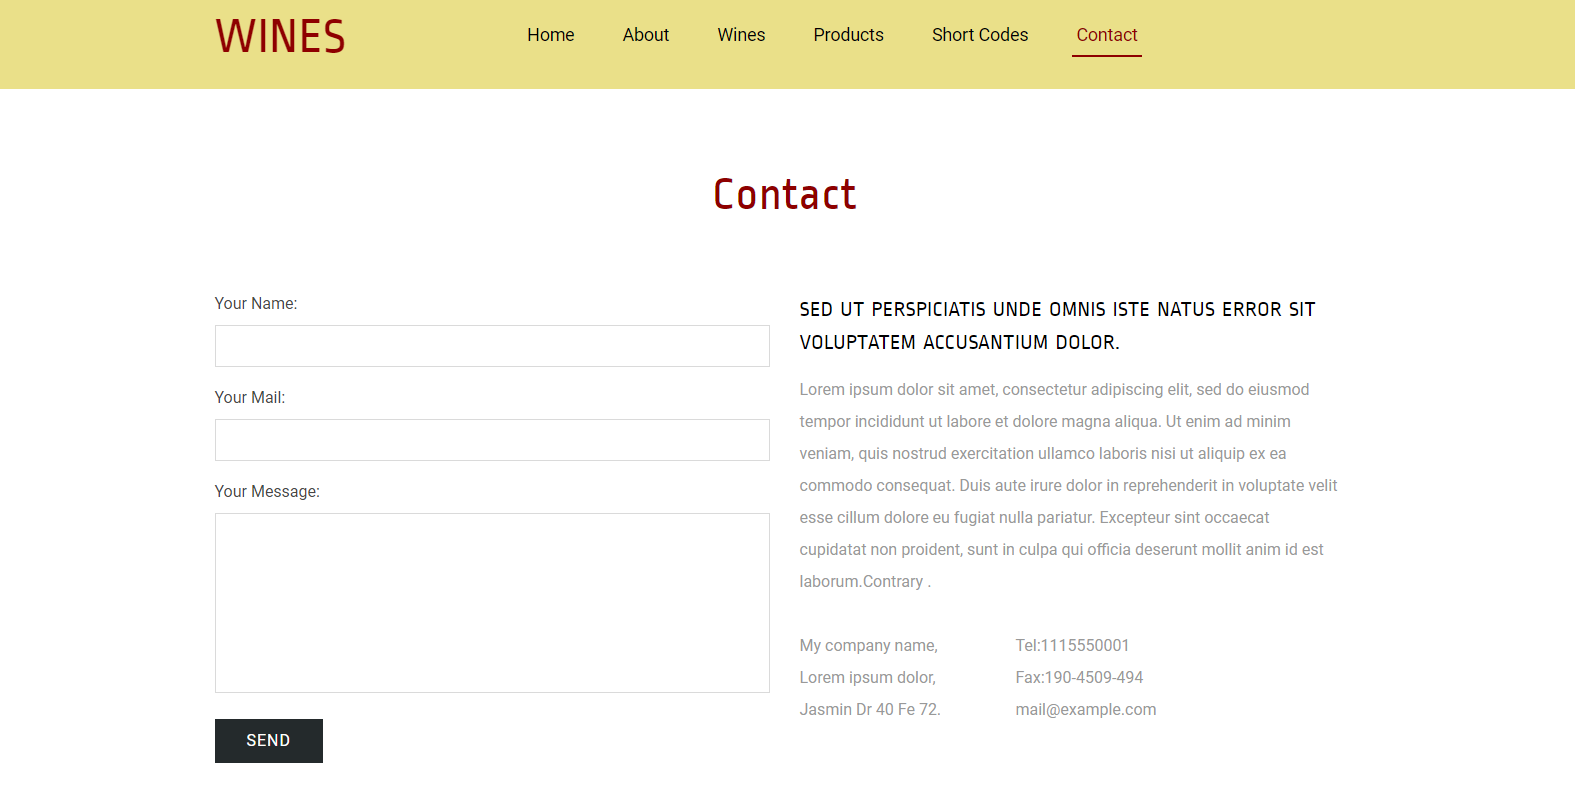 WINES
Home About Wines Products Short Codes Contact
Contact
Your Name:
Your Mail:
Your Message:
SEND
SED UT PERSPICIATIS UNDE OMNIS ISTE NATUS ERROR SIT
VOLUPTATEM ACCUSANTIUM DOLOR.
Lorem ipsum dolor sit amet, consectetur adipiscing elit, sed do eiusmod
tempor incididunt ut labore et dolore magna aliqua. Ut enim ad minim
veniam, quis nostrud exercitation ullamco laboris nisi ut aliquip ex ea
commodo consequat. Duis aute irure dolor in reprehenderit in voluptate velit
esse cillum dolore eu fugiat nulla pariatur. Excepteur sint occaecat
cupidatat non proident, sunt in culpa qui officia deserunt mollit anim id est
laborum.Contrary .
My company name,
Lorem ipsum dolor,
Jasmin Dr 40 Fe 72.
Tel:1115550001
Fax:190-4509-494
mail@example.com